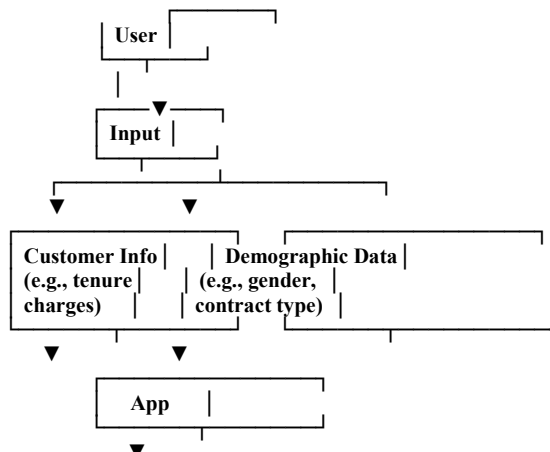 User
Input
Customer Info Demographic Data
(e.g., tenure (e.g., gender,
charges) contract type)
App